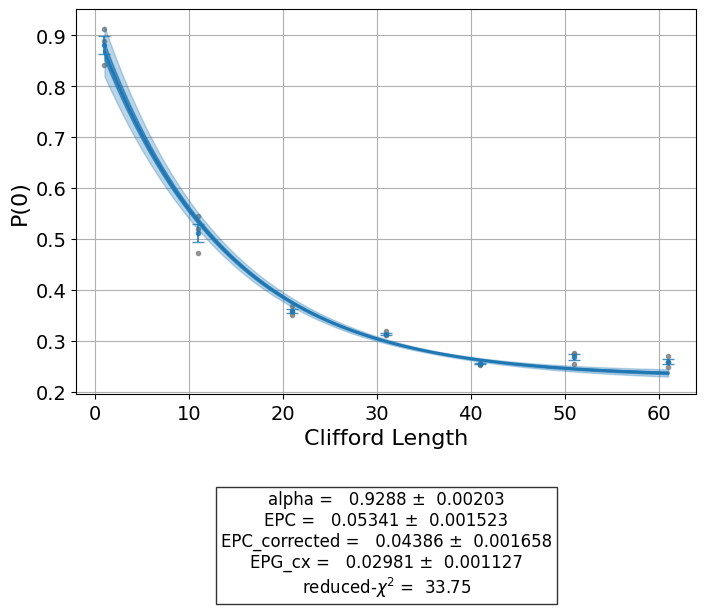 P(0)
0.9
0.8
0.7
0.6
0.5
0.4
0.3
0.2
0 10 20 30 40 50 60
Clifford Length
alpha = 0.9288 ± 0.00203
EPC = 0.05341 ± 0.001523
EPC_corrected = 0.04386 ± 0.001658
EPG_cx = 0.02981 ± 0.001127
reduced-χ² = 33.75